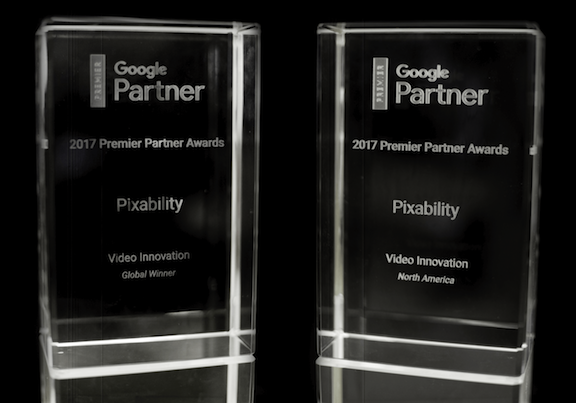 PREMIER
Google
Partner
2017 Premier Partner Awards
Pixability
Video Innovation
Global Winner
PREMIER
Google
Partner
2017 Premier Partner Awards
Pixability
Video Innovation
North America